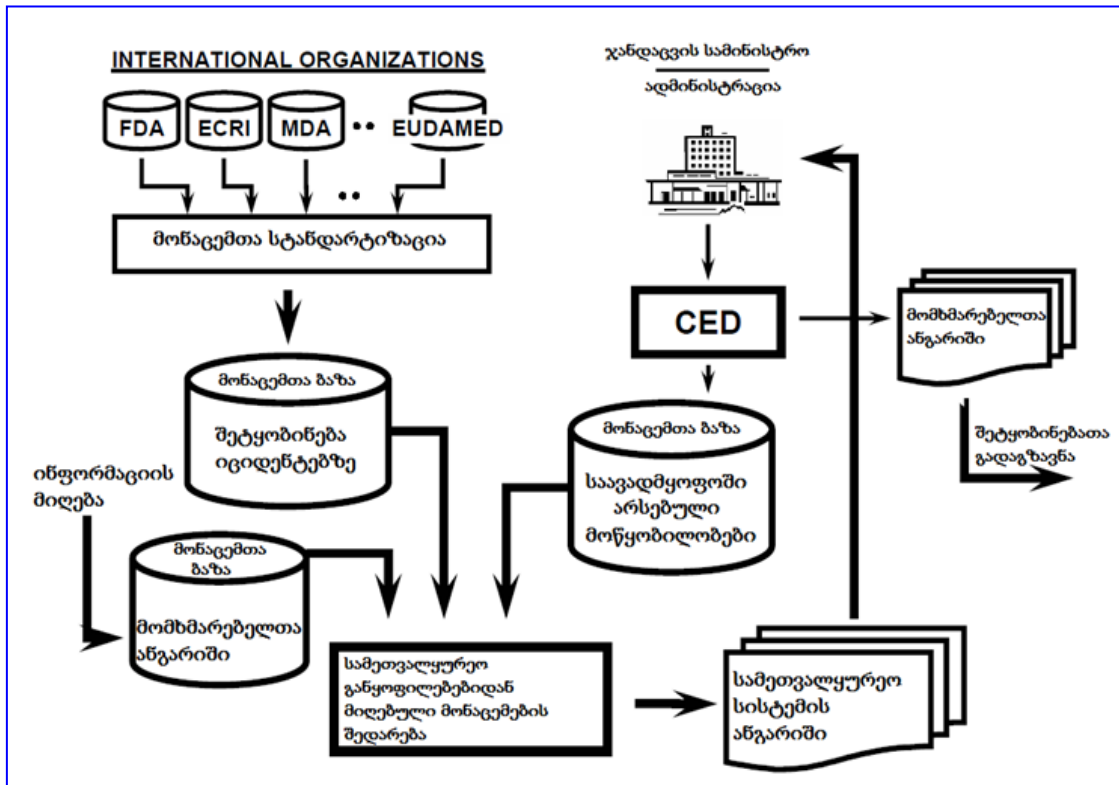 INTERNATIONAL ORGANIZATIONS
FDA
ECRI
MDA
EUDAMED
მონაცემთა სტანდარტიზაცია
მონაცემთა ბაზა
შეტყობინება
იციდენტებზე
ინფორმაციის
მიღება
მონაცემთა
ბაზა
მომხმარებელთა
ანგარიში
სამეთვალყურეო
განყოფილებებიდან
მიღებული მონაცემების
შედარება
ჯანდაცვის სამინისტრო
ადმინისტრაცია
CED
მონაცემთა ბაზა
საავადმყოფოში
არსებული
მოწყობილობები
მომხმარებელთა
ანგარიში
შეტყობინებათა
გადაგზავნა
სამეთვალყურეო
სისტემის
ანგარიში